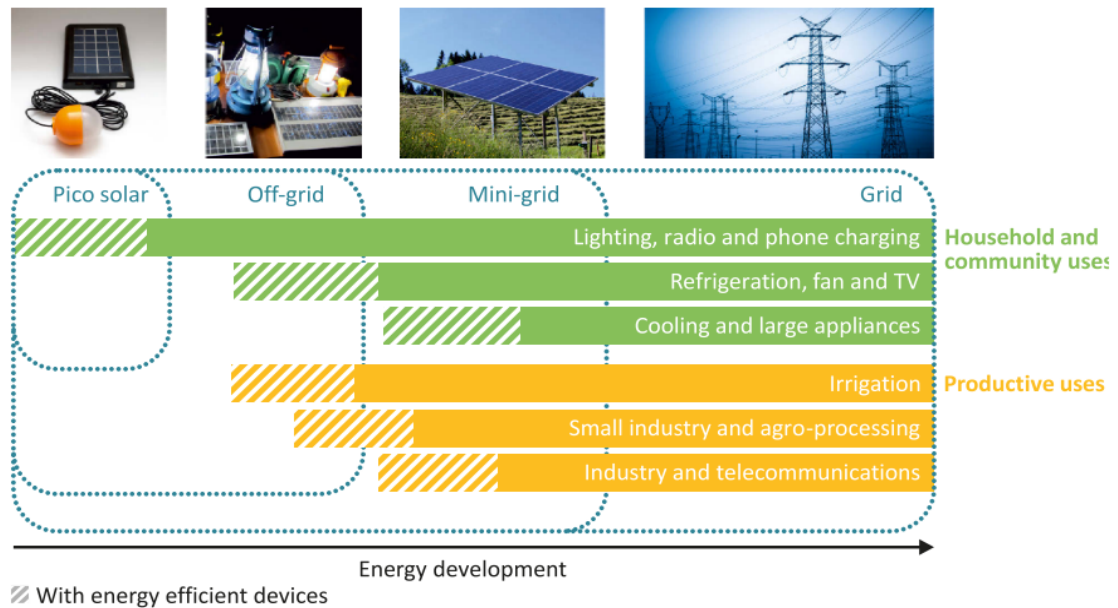 Pico solar
Off-grid
Mini-grid
Grid
Lighting, radio and phone charging
Household and
community uses
Refrigeration, fan and TV
Cooling and large appliances
Irrigation
Productive uses
Small industry and agro-processing
Industry and telecommunications
Energy development
With energy efficient devices